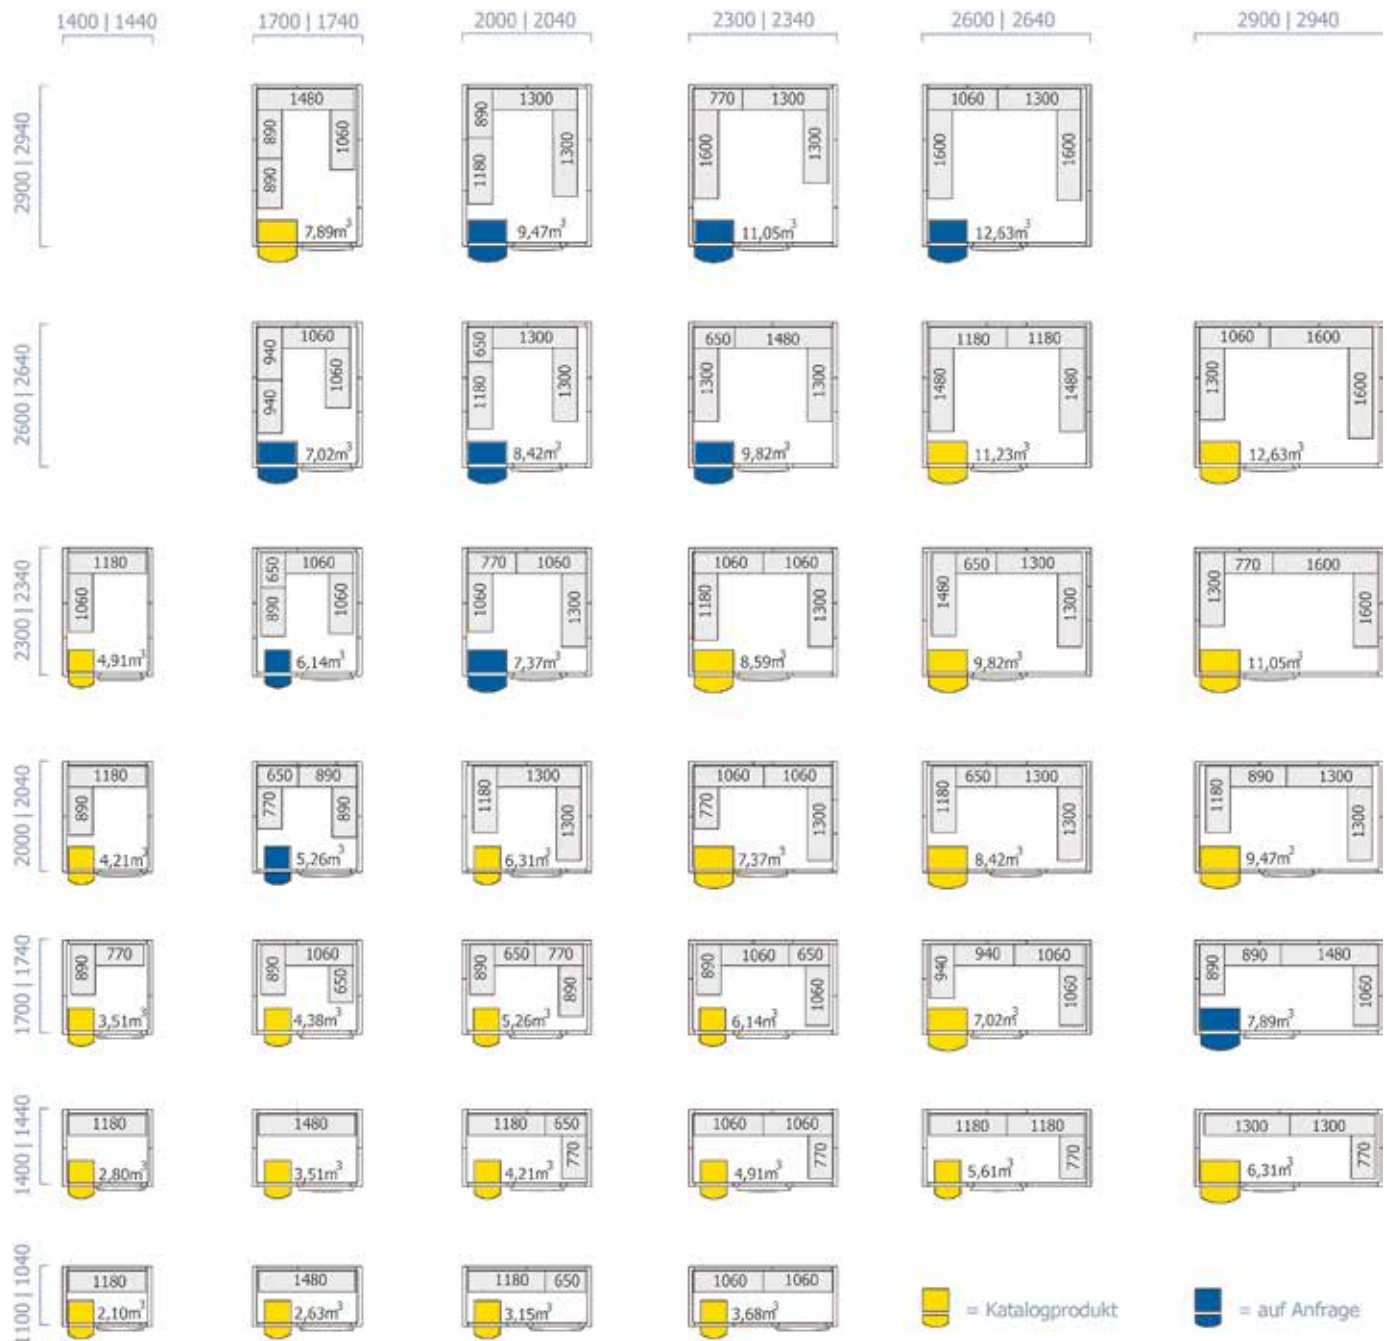 1400 | 1440 1700 | 1740 2000 | 2040 2300 | 2340 2600 | 2640 2900 | 2940
2900 | 2940
1480 890 890 1060 7,89m³
890 1300 1180 1300 9,47m³
770 1300 1600 1300 11,05m³
1060 1300 1600 1600 12,63m³
2600 | 2640
940 1060 940 1060 7,02m³
650 1300 1180 1300 8,42m³
650 1480 1300 1300 9,82m³
1180 1180 1480 1480 11,23m³
1060 1600 1300 1600 12,63m³
2300 | 2340
1180 1060 4,91m³
650 1060 890 1060 6,14m³
770 1060 1060 1300 7,37m³
1060 1060 1180 1300 8,59m³
1480 650 1300 1300 9,82m³
1300 770 1600 1600 11,05m³
2000 | 2040
1180 890 4,21m³
650 890 770 890 5,26m³
1180 1300 1300 6,31m³
1060 1060 770 1300 7,37m³
1180 650 1300 1300 8,42m³
1180 890 1300 1300 9,47m²
1700 | 1740
890 770 3,51m³
890 1060 650 4,38m³
890 650 770 890 5,26m³
890 1060 650 1060 6,14m³
940 940 1060 1060 7,02m³
890 890 1480 1060 7,89m³
1400 | 1440
1180 2,80m³
1480 3,51m³
1180 650 770 4,21m³
1060 1060 770 4,91m³
1180 1180 770 5,61m³
1300 1300 770 6,31m³
1100 | 1040
1180 2,10m³
1480 2,63m³
1180 650 3,15m³
1060 1060 3,68m³
= Katalogprodukt
= auf Anfrage